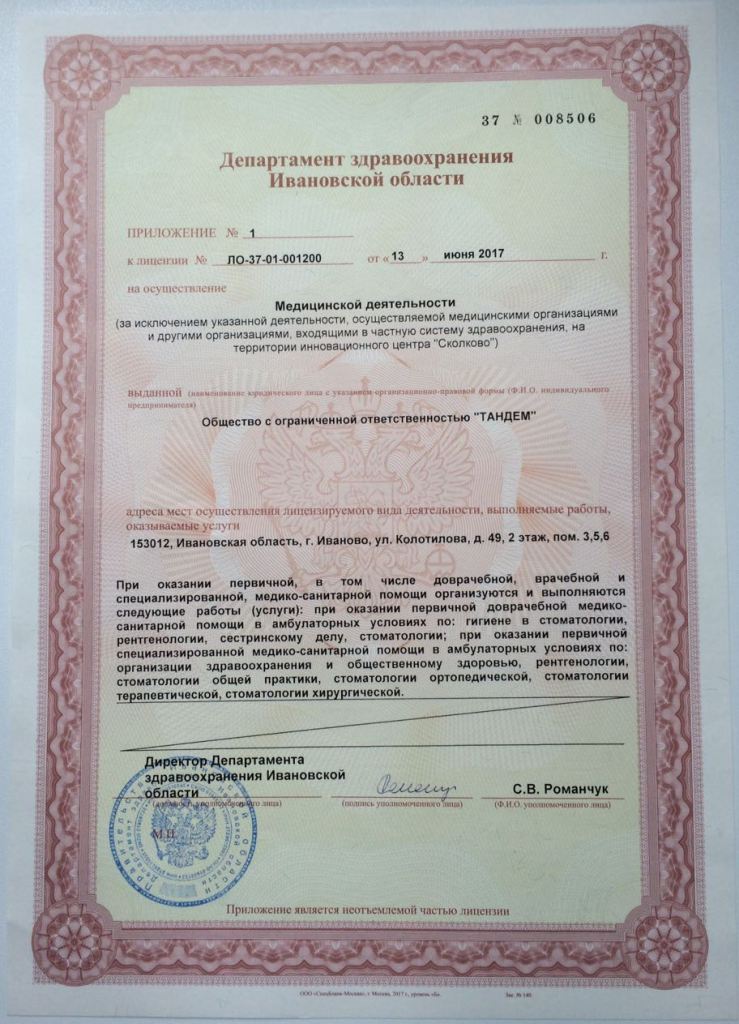 37 № 008506
Департамент здравоохранения
Ивановской области
ПРИЛОЖЕНИЕ № 1
к лицензии № ЛО-37-01-001200 от « 13 » июня 2017 г.
на осуществление
Медицинской деятельности
(за исключением указанной деятельности, осуществляемой медицинскими организациями
и другими организациями, входящими в частную систему здравоохранения, на
территории инновационного центра "Сколково")
выданной (наименование юридического лица с указанием организационно-правовой формы (Ф.И.О. индивидуального
предпринимателя)
Общество с ограниченной ответственностью "ТАНДЕМ"
адреса мест осуществления лицензируемого вида деятельности, выполняемые работы,
оказываемые услуги
153012, Ивановская область, г. Иваново, ул. Колотилова, д. 49, 2 этаж, пом. 3,5,6
При оказании первичной, в том числе доврачебной, врачебной и
специализированной, медико-санитарной помощи организуются и выполняются
следующие работы (услуги): при оказании первичной доврачебной медико-
санитарной помощи в амбулаторных условиях по: гигиене в стоматологии,
рентгенологии, сестринскому делу, стоматологии; при оказании первичной
специализированной медико-санитарной помощи в амбулаторных условиях по:
организации здравоохранения и общественному здоровью, рентгенологии,
стоматологии общей практики, стоматологии ортопедической, стоматологии
терапевтической, стоматологии хирургической.
Директор Департамента
здравоохранения Ивановской
области С.В. Романчук
(должность уполномоченного лица) (подпись уполномоченного лица) (Ф.И.О. уполномоченного лица)
М.П.
Приложение является неотъемлемой частью лицензии